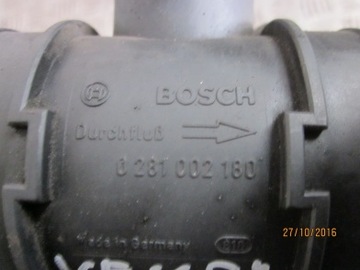 BOSCH
Durchfluß
0 281 002 180
Made in Germany
27/10/2016